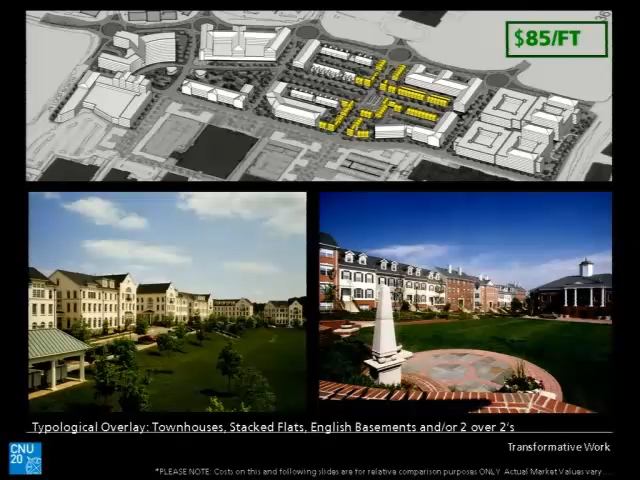 $85/FT
Typological Overlay: Townhouses, Stacked Flats, English Basements and/or 2 over 2's
Transformative Work
CNU
20
*PLEASE NOTE: Costs on this and following slides are for relative comparison purposes ONLY Actual Market Values vary....